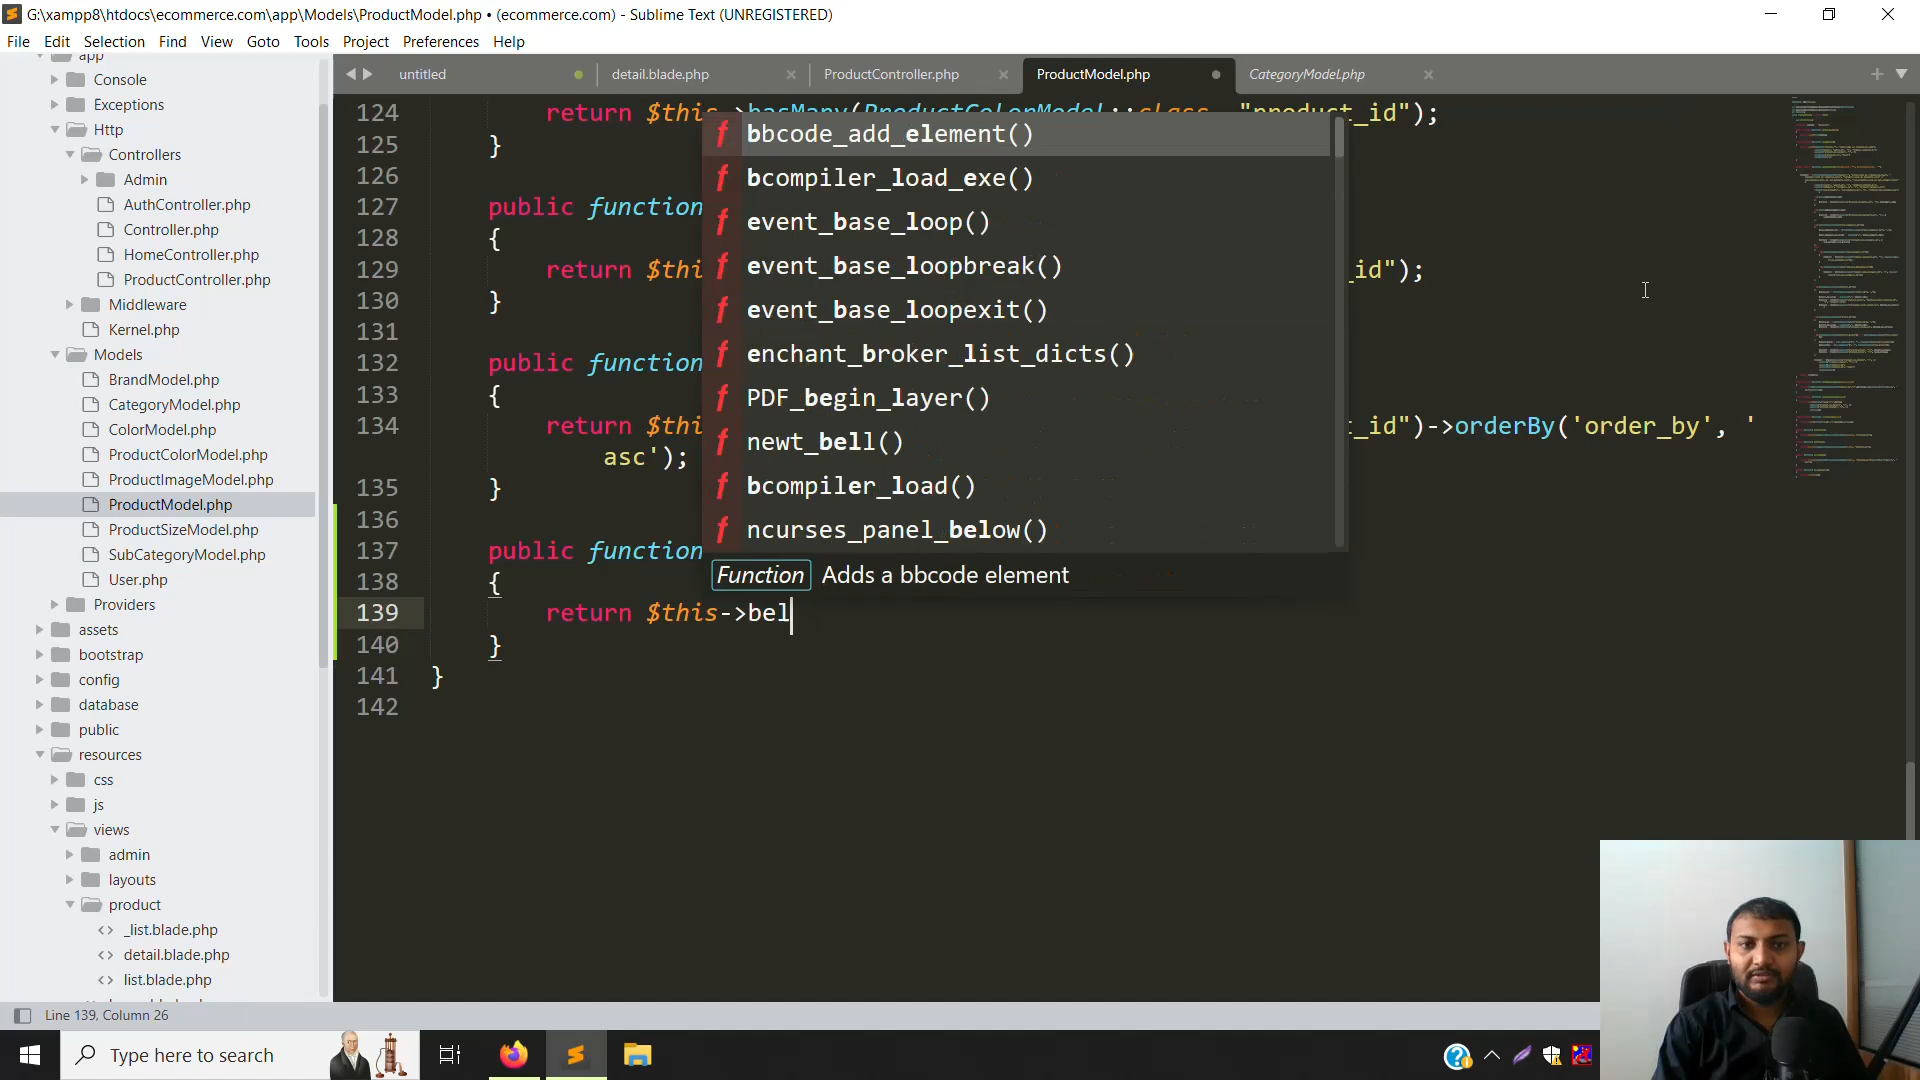 G:\xampp8\htdocs\ecommerce.com\app\Models\ProductModel.php • (ecommerce.com) - Sublime Text (UNREGISTERED)
File Edit Selection Find View Goto Tools Project Preferences Help
app
Console
Exceptions
Http
Controllers
Admin
AuthController.php
Controller.php
HomeController.php
ProductController.php
Middleware
Kernel.php
Models
BrandModel.php
CategoryModel.php
ColorModel.php
ProductColorModel.php
ProductImageModel.php
ProductModel.php
ProductSizeModel.php
SubCategoryModel.php
User.php
Providers
assets
bootstrap
config
database
public
resources
css
js
views
admin
layouts
product
_list.blade.php
detail.blade.php
list.blade.php
untitled
detail.blade.php
ProductController.php
ProductModel.php
CategoryModel.php
124 return $this->hasMany(ProductColorModel::class, "product_id");
125 }
126
127 public function
128 {
129 return $thi _id");
130 }
131
132 public function
133 {
134 return $thi t_id")->orderBy('order_by', '
asc');
135 }
136
137 public function
138 {
139 return $this->bel
140 }
141 }
142
f bbcode_add_element()
f bcompiler_load_exe()
f event_base_loop()
f event_base_loopbreak()
f event_base_loopexit()
f enchant_broker_list_dicts()
f PDF_begin_layer()
f newt_bell()
f bcompiler_load()
f ncurses_panel_below()
Function Adds a bbcode element
Line 139, Column 26
Type here to search